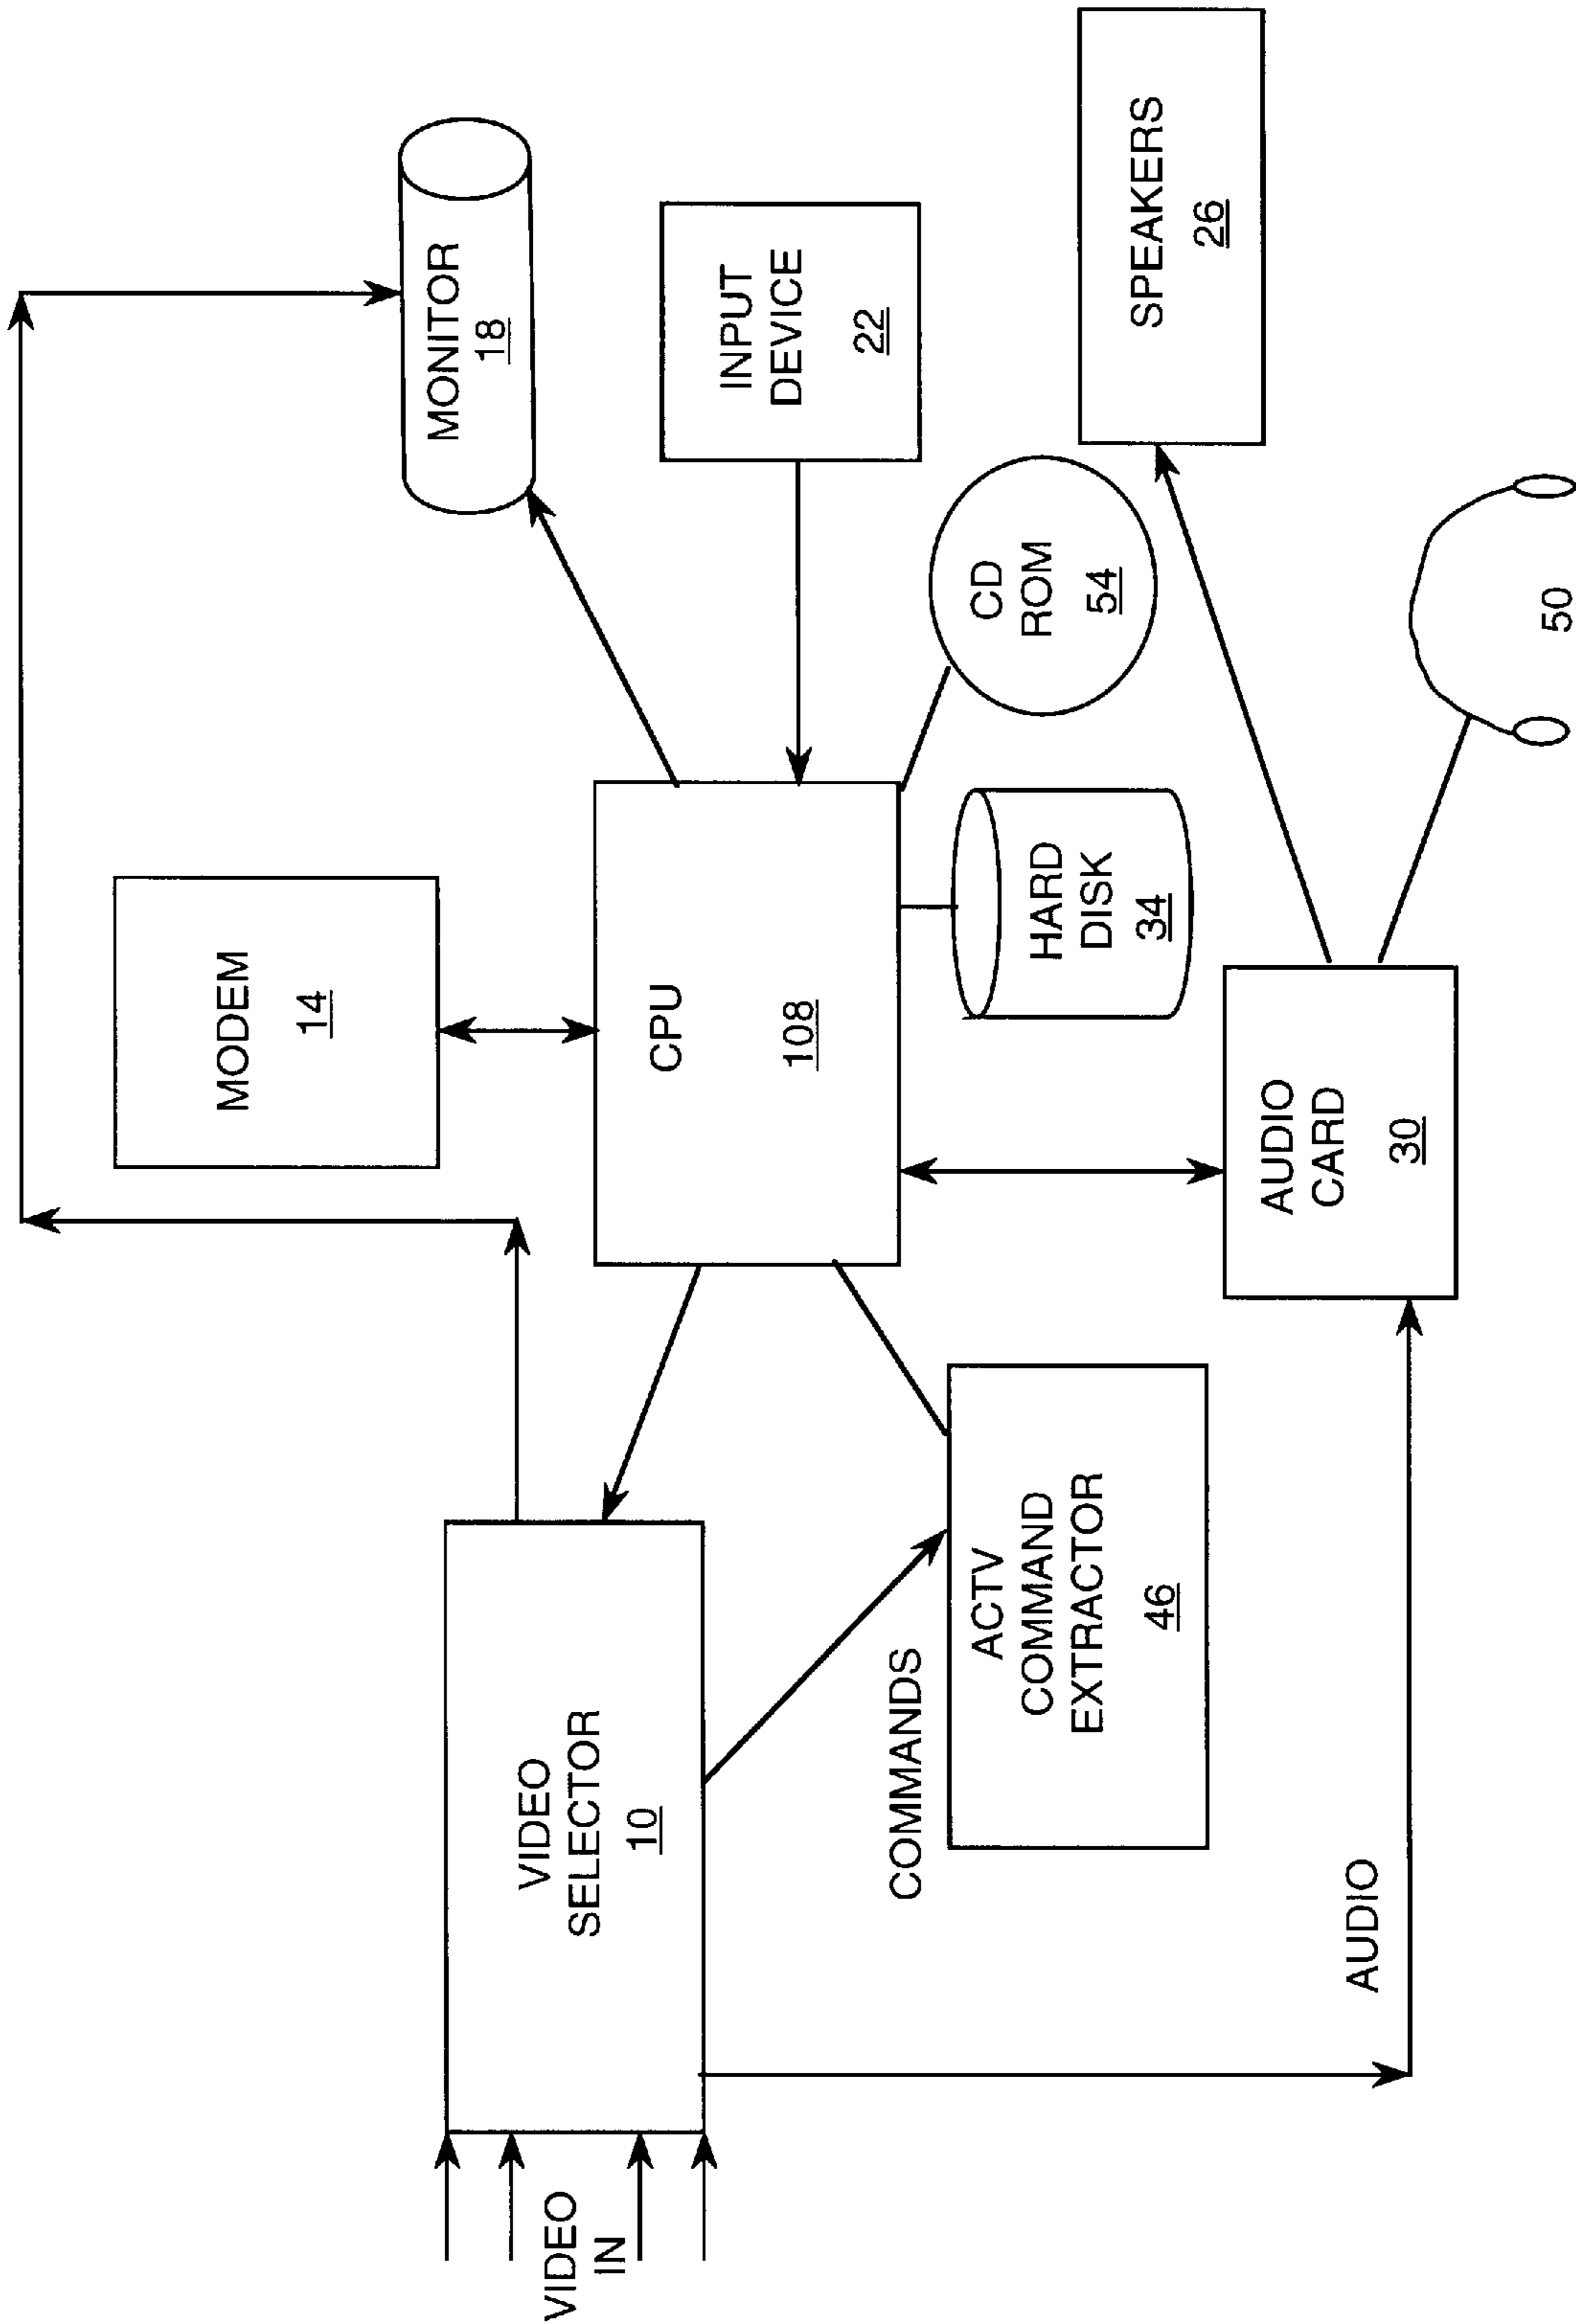 VIDEO
IN
VIDEO
SELECTOR
10
MODEM
14
MONITOR
18
CPU
108
INPUT
DEVICE
22
COMMANDS
ACTV
COMMAND
EXTRACTOR
46
HARD
DISK
34
CD
ROM
54
SPEAKERS
26
AUDIO
AUDIO
CARD
30
50